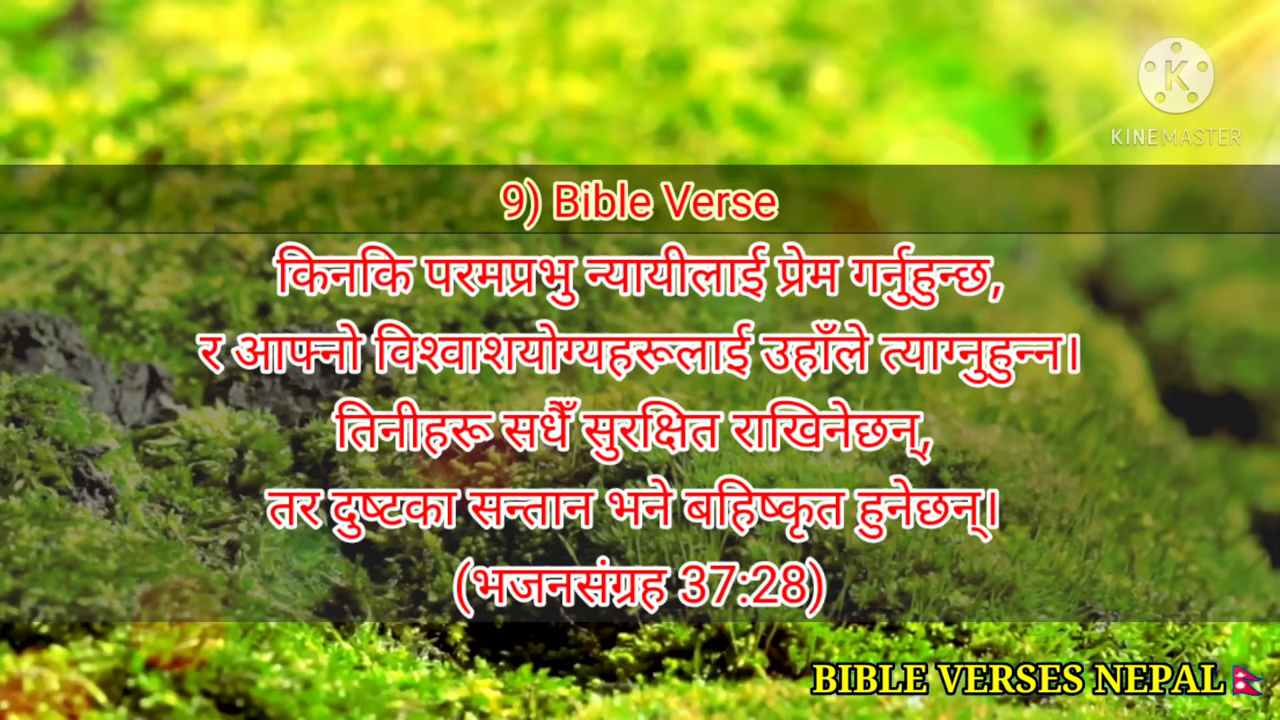 KINEMASTER
9) Bible Verse
किनकि परमप्रभु न्यायीलाई प्रेम गर्नुहुन्छ,
र आफ्नो विश्वाशयोग्यहरूलाई उहाँले त्याग्नुहुन्न।
तिनीहरू सधैँ सुरक्षित राखिनेछन्,
तर दुष्टका सन्तान भने बहिष्कृत हुनेछन्।
(भजनसंग्रह 37:28)
BIBLE VERSES NEPAL🇳🇵